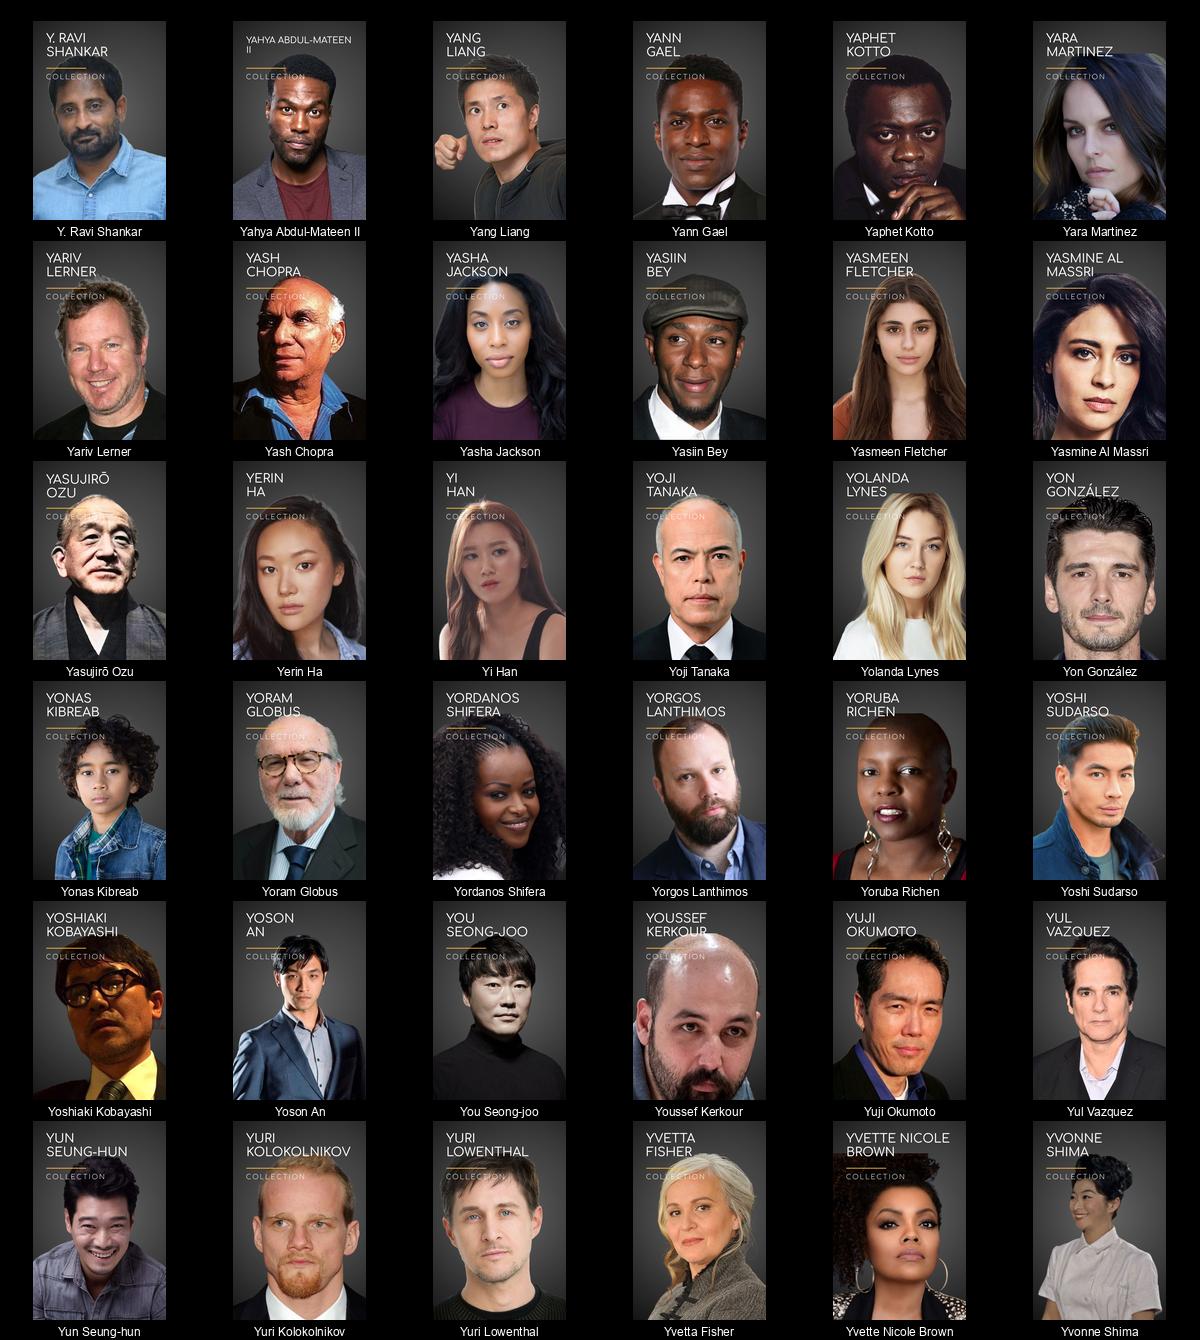 Y. RAVI
SHANKAR
COLLECTION
YAHYA ABDUL-MATEEN
II
COLLECTION
YANG
LIANG
COLLECTION
YANN
GAEL
COLLECTION
YAPHET
KOTTO
COLLECTION
YARA
MARTINEZ
COLLECTION
Y. Ravi Shankar
Yahya Abdul-Mateen II
Yang Liang
Yann Gael
Yaphet Kotto
Yara Martinez
YARIV
LERNER
COLLECTION
YASH
CHOPRA
COLLECTION
YASHA
JACKSON
COLLECTION
YASIIN
BEY
COLLECTION
YASMEEN
FLETCHER
COLLECTION
YASMINE AL
MASSRI
COLLECTION
Yariv Lerner
Yash Chopra
Yasha Jackson
Yasiin Bey
Yasmeen Fletcher
Yasmine Al Massri
YASUJIRŌ
OZU
COLLECTION
YERIN
HA
COLLECTION
YI
HAN
COLLECTION
YOJI
TANAKA
COLLECTION
YOLANDA
LYNES
COLLECTION
YON
GONZÁLEZ
COLLECTION
Yasujirō Ozu
Yerin Ha
Yi Han
Yoji Tanaka
Yolanda Lynes
Yon González
YONAS
KIBREAB
COLLECTION
YORAM
GLOBUS
COLLECTION
YORDANOS
SHIFERA
COLLECTION
YORGOS
LANTHIMOS
COLLECTION
YORUBA
RICHEN
COLLECTION
YOSHI
SUDARSO
COLLECTION
Yonas Kibreab
Yoram Globus
Yordanos Shifera
Yorgos Lanthimos
Yoruba Richen
Yoshi Sudarso
YOSHIAKI
KOBAYASHI
COLLECTION
YOSON
AN
COLLECTION
YOU
SEONG-JOO
COLLECTION
YOUSSEF
KERKOUR
COLLECTION
YUJI
OKUMOTO
COLLECTION
YUL
VAZQUEZ
COLLECTION
Yoshiaki Kobayashi
Yoson An
You Seong-joo
Youssef Kerkour
Yuji Okumoto
Yul Vazquez
YUN
SEUNG-HUN
COLLECTION
YURI
KOLOKOLNIKOV
COLLECTION
YURI
LOWENTHAL
COLLECTION
YVETTA
FISHER
COLLECTION
YVETTE NICOLE
BROWN
COLLECTION
YVONNE
SHIMA
COLLECTION
Yun Seung-hun
Yuri Kolokolnikov
Yuri Lowenthal
Yvetta Fisher
Yvette Nicole Brown
Yvonne Shima